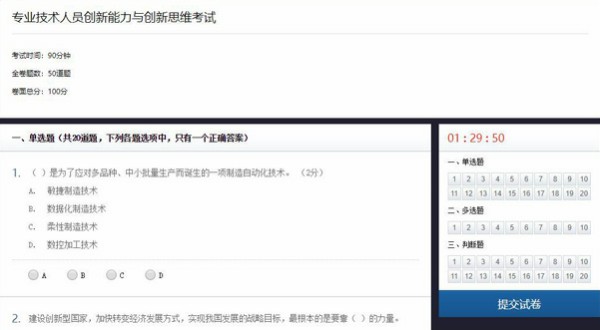 专业技术人员创新能力与创新思维考试
考试时间：90分钟
全卷题数：50道题
卷面总分：100分
一、单选题（共20道题，下列各题选项中，只有一个正确答案）
1. （ ）是为了应对多品种、中小批量生产而诞生的一项制造自动化技术。（2分）
A. 敏捷制造技术
B. 数据化制造技术
C. 柔性制造技术
D. 数控加工技术
A B C D
2. 建设创新型国家，加快转变经济发展方式，实现我国发展的战略目标，最根本的是要靠（ ）的力量。
01:29:50
一、单选题
1 2 3 4 5 6 7 8 9 10
11 12 13 14 15 16 17 18 19 20
二、多选题
1 2 3 4 5 6 7 8 9 10
三、判断题
1 2 3 4 5 6 7 8 9 10
11 12 13 14 15 16 17 18 19 20
提交试卷